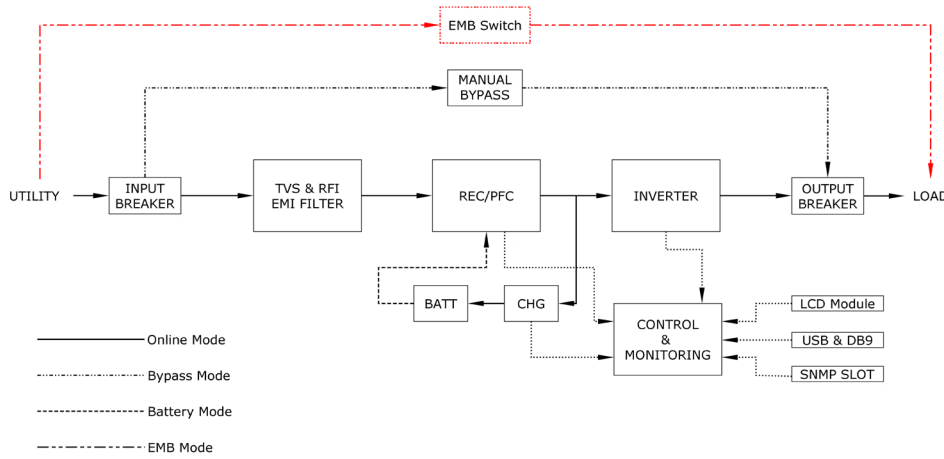 EMB Switch
MANUAL
BYPASS
UTILITY
INPUT
BREAKER
TVS & RFI
EMI FILTER
REC/PFC
INVERTER
OUTPUT
BREAKER
LOAD
BATT
CHG
CONTROL
&
MONITORING
LCD Module
USB & DB9
SNMP SLOT
Online Mode
Bypass Mode
Battery Mode
EMB Mode